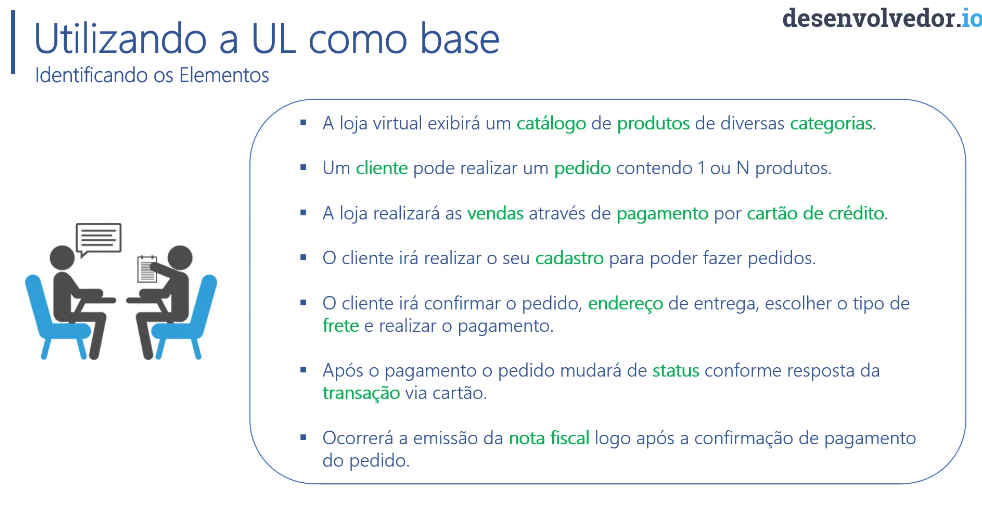 desenvolvedor.io
Utilizando a UL como base
Identificando os Elementos
▪ A loja virtual exibirá um catálogo de produtos de diversas categorias.
▪ Um cliente pode realizar um pedido contendo 1 ou N produtos.
▪ A loja realizará as vendas através de pagamento por cartão de crédito.
▪ O cliente irá realizar o seu cadastro para poder fazer pedidos.
▪ O cliente irá confirmar o pedido, endereço de entrega, escolher o tipo de
frete e realizar o pagamento.
▪ Após o pagamento o pedido mudará de status conforme resposta da
transação via cartão.
▪ Ocorrerá a emissão da nota fiscal logo após a confirmação de pagamento
do pedido.